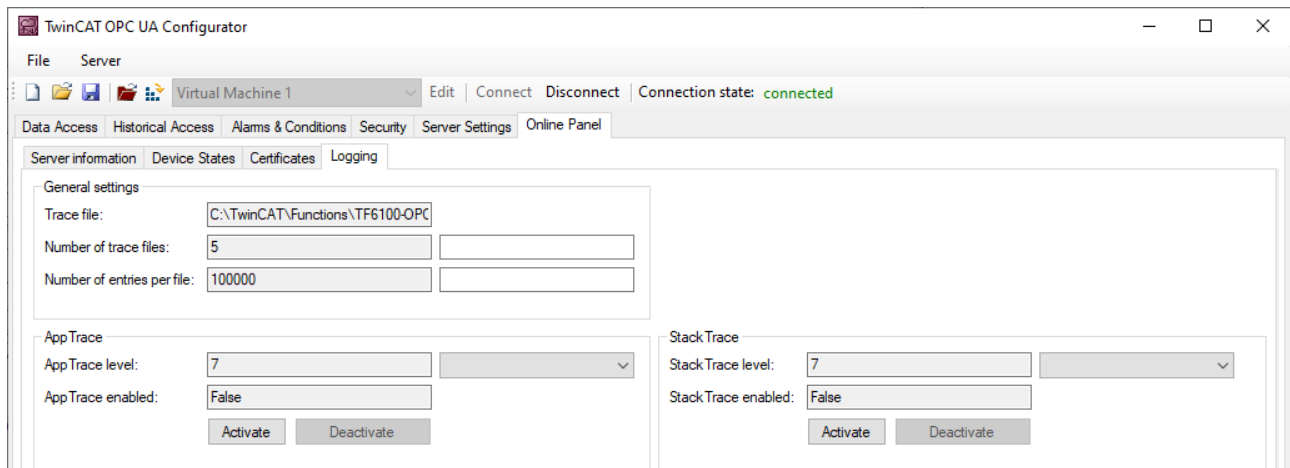 TwinCAT OPC UA Configurator
File Server
Virtual Machine 1 Edit Connect Disconnect Connection state: connected
Data Access Historical Access Alarms & Conditions Security Server Settings Online Panel
Server information Device States Certificates Logging
General settings
Trace file: C:\TwinCAT\Functions\TF6100-OPC
Number of trace files: 5
Number of entries per file: 100000
AppTrace StackTrace
AppTrace level: 7 StackTrace level: 7
AppTrace enabled: False StackTrace enabled: False
Activate Deactivate Activate Deactivate